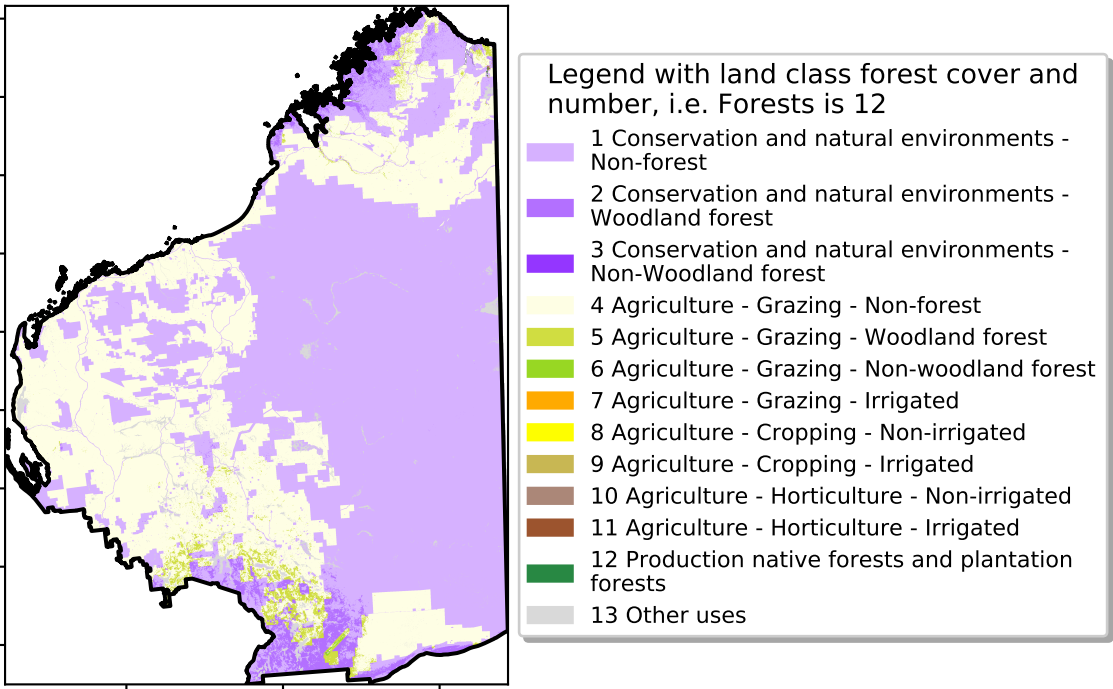 Legend with land class forest cover and
number, i.e. Forests is 12
1 Conservation and natural environments -
Non-forest
2 Conservation and natural environments -
Woodland forest
3 Conservation and natural environments -
Non-Woodland forest
4 Agriculture - Grazing - Non-forest
5 Agriculture - Grazing - Woodland forest
6 Agriculture - Grazing - Non-woodland forest
7 Agriculture - Grazing - Irrigated
8 Agriculture - Cropping - Non-irrigated
9 Agriculture - Cropping - Irrigated
10 Agriculture - Horticulture - Non-irrigated
11 Agriculture - Horticulture - Irrigated
12 Production native forests and plantation
forests
13 Other uses